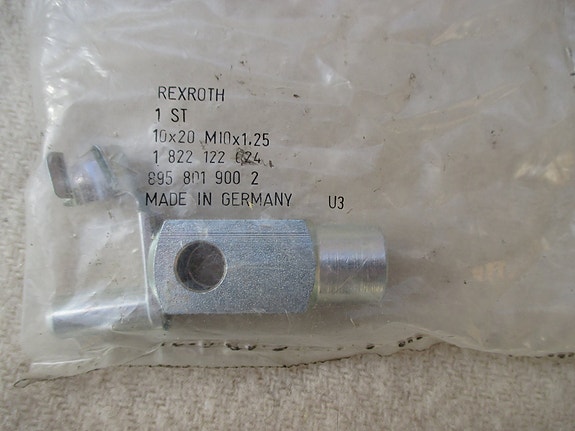 REXROTH
1 ST
10x20 M10x1.25
1 822 122 024
895 801 900 2
MADE IN GERMANY U3